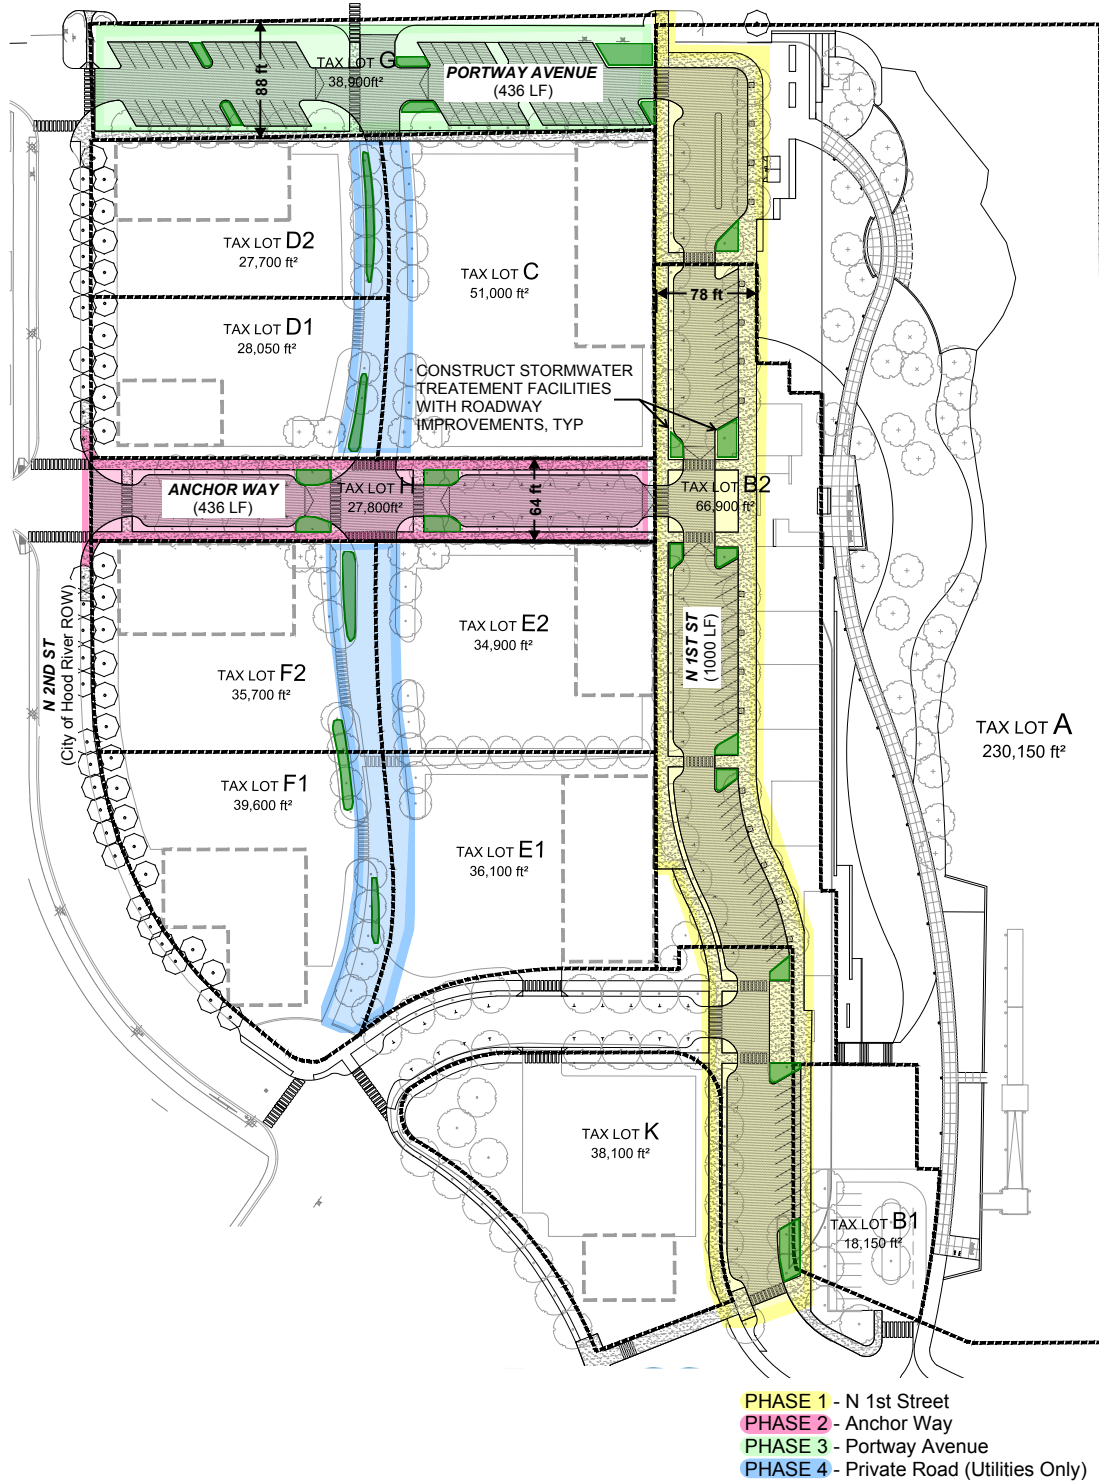 TAX LOT G
38,900ft²
PORTWAY AVENUE
(436 LF)
88 ft
TAX LOT D2
27,700 ft²
TAX LOT C
51,000 ft²
78 ft
TAX LOT D1
28,050 ft²
CONSTRUCT STORMWATER
TREATEMENT FACILITIES
WITH ROADWAY
IMPROVEMENTS, TYP
ANCHOR WAY
(436 LF)
TAX LOT H
27,800ft²
64 ft
TAX LOT B2
66,900ft²
N 2ND ST
(City of Hood River ROW)
TAX LOT E2
34,900 ft²
N 1ST ST
(1000 LF)
TAX LOT F2
35,700 ft²
TAX LOT A
230,150 ft²
TAX LOT F1
39,600 ft²
TAX LOT E1
36,100 ft²
TAX LOT K
38,100 ft²
TAX LOT B1
18,150 ft²
PHASE 1 - N 1st Street
PHASE 2 - Anchor Way
PHASE 3 - Portway Avenue
PHASE 4 - Private Road (Utilities Only)